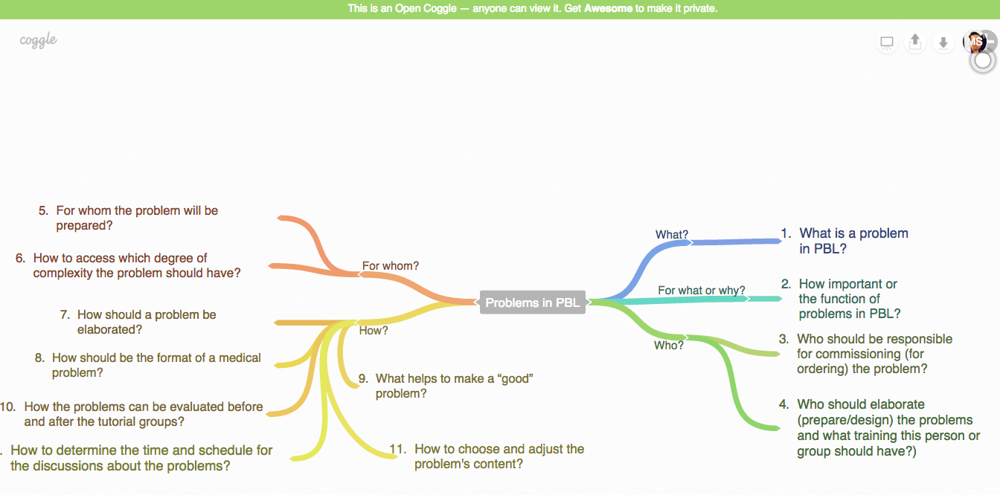 This is an Open Coggle — anyone can view it. Get Awesome to make it private.
coggle
MS
5. For whom the problem will be
prepared?
6. How to access which degree of
complexity the problem should have?
For whom?
7. How should a problem be
elaborated?
How?
8. How should be the format of a medical
problem?
9. What helps to make a “good”
problem?
10. How the problems can be evaluated before
and after the tutorial groups?
. How to determine the time and schedule for
the discussions about the problems?
11. How to choose and adjust the
problem's content?
Problems in PBL
What?
1. What is a problem
in PBL?
For what or why?
2. How important or
the function of
problems in PBL?
Who?
3. Who should be responsible
for commissioning (for
ordering) the problem?
4. Who should elaborate
(prepare/design) the problems
and what training this person or
group should have?)